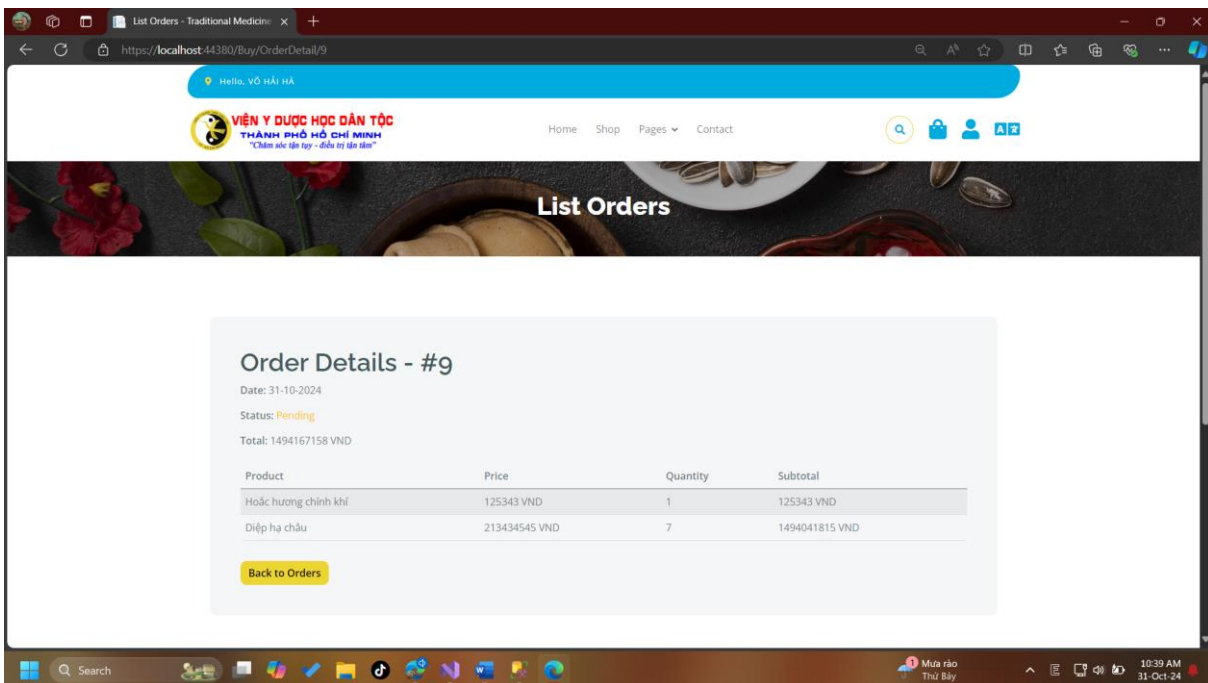 List Orders - Traditional Medicine
https://localhost:44380/Buy/OrderDetail/9
Hello, VÕ HẢI HÀ
VIỆN Y DƯỢC HỌC DÂN TỘC
THÀNH PHỐ HỒ CHÍ MINH
"Chăm sóc tận tụy - điều trị tận tâm"
Home Shop Pages Contact
List Orders
Order Details - #9
Date: 31-10-2024
Status: Pending
Total: 1494167158 VND
Product Price Quantity Subtotal
Hoắc hương chính khí 125343 VND 1 125343 VND
Diệp hạ châu 213434545 VND 7 1494041815 VND
Back to Orders
Search
1
Mưa rào
Thứ Bảy
10:39 AM
31-Oct-24